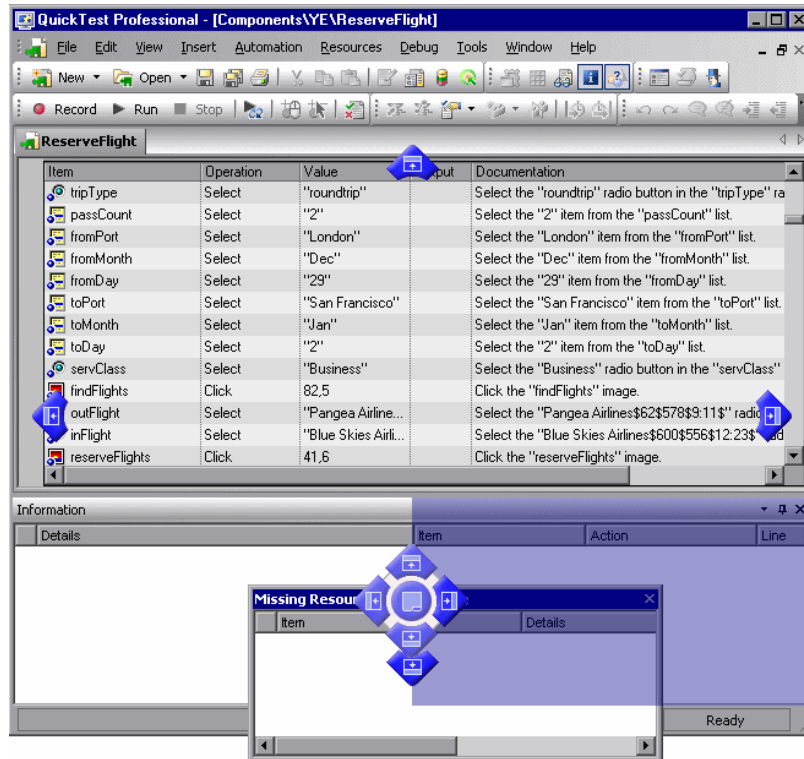 QuickTest Professional - [Components\YE\ReserveFlight]
File Edit View Insert Automation Resources Debug Tools Window Help
New Open
Record Run Stop
ReserveFlight
Item Operation Value Documentation
tripType Select "roundtrip" Select the "roundtrip" radio button in the "tripType" ra
passCount Select "2" Select the "2" item from the "passCount" list.
fromPort Select "London" Select the "London" item from the "fromPort" list.
fromMonth Select "Dec" Select the "Dec" item from the "fromMonth" list.
fromDay Select "29" Select the "29" item from the "fromDay" list.
toPort Select "San Francisco" Select the "San Francisco" item from the "toPort" list.
toMonth Select "Jan" Select the "Jan" item from the "toMonth" list.
toDay Select "2" Select the "2" item from the "toDay" list.
servClass Select "Business" Select the "Business" radio button in the "servClass"
findFlights Click 82,5 Click the "findFlights" image.
outFlight Select "Pangea Airline... Select the "Pangea Airlines$62$578$9:11$" radio
inFlight Select "Blue Skies Airli... Select the "Blue Skies Airlines$600$556$12:23$"
reserveFlights Click 41,6 Click the "reserveFlights" image.
Information
Details Item Action Line
Missing Resour
Item Details
Ready